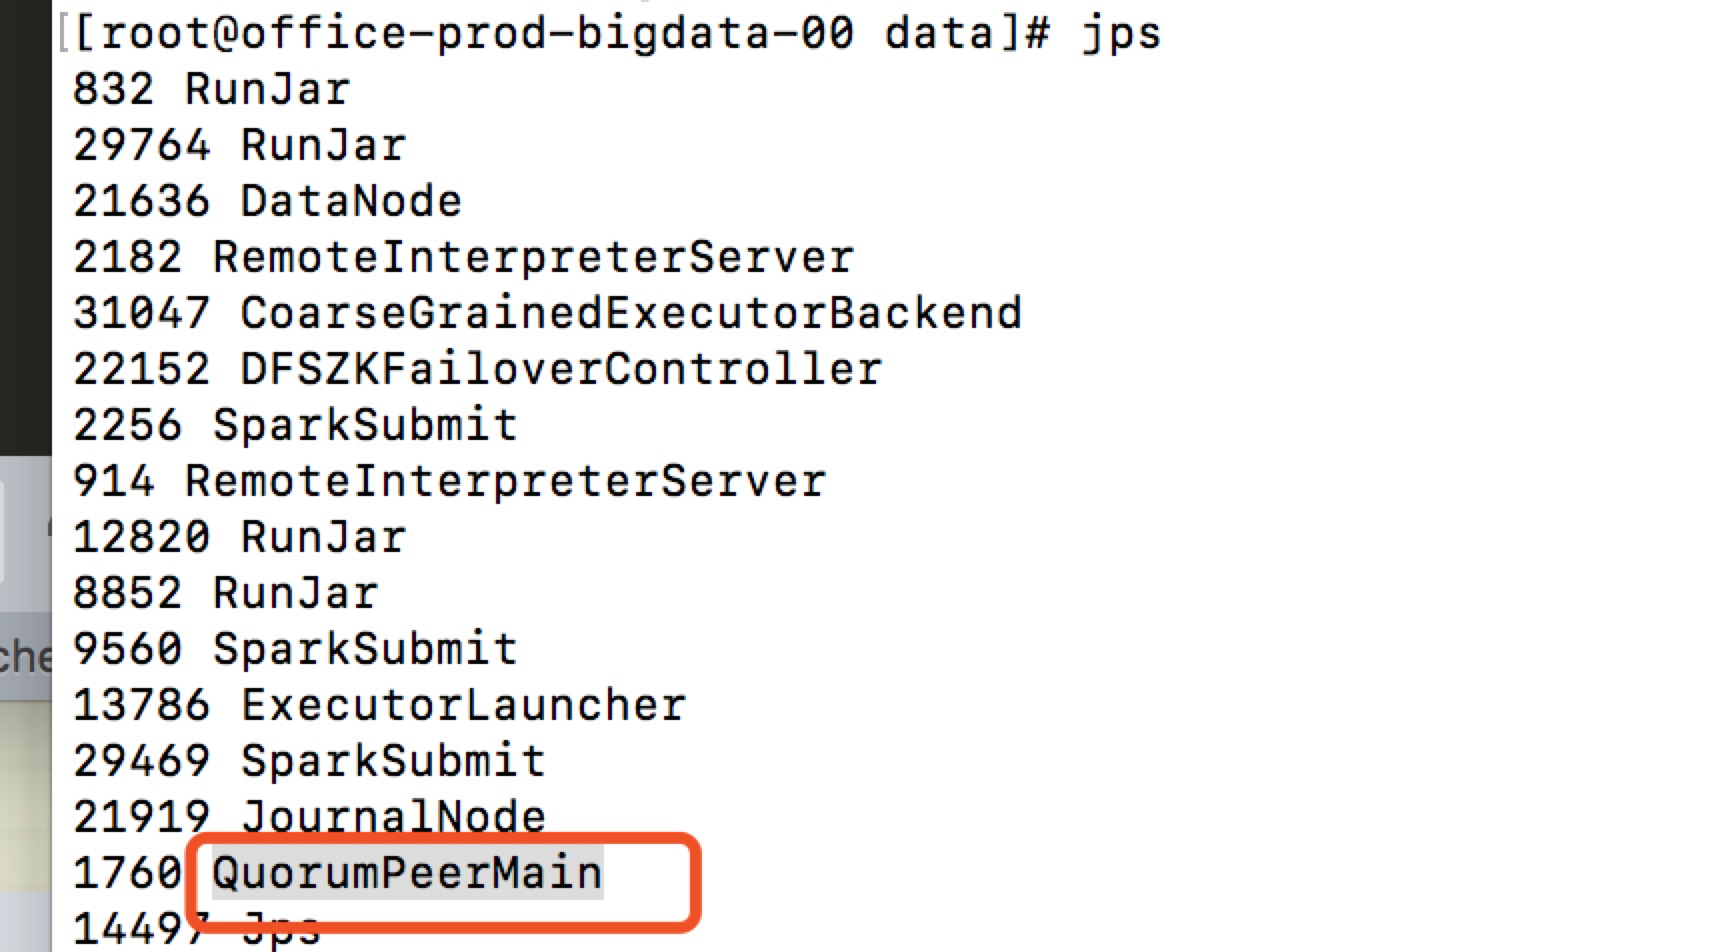 [[root@office-prod-bigdata-00 data]# jps
832 RunJar
29764 RunJar
21636 DataNode
2182 RemoteInterpreterServer
31047 CoarseGrainedExecutorBackend
22152 DFSZKFailoverController
2256 SparkSubmit
914 RemoteInterpreterServer
12820 RunJar
8852 RunJar
9560 SparkSubmit
che
13786 ExecutorLauncher
29469 SparkSubmit
21919 JournalNode
1760 QuorumPeerMain
14497 Jps